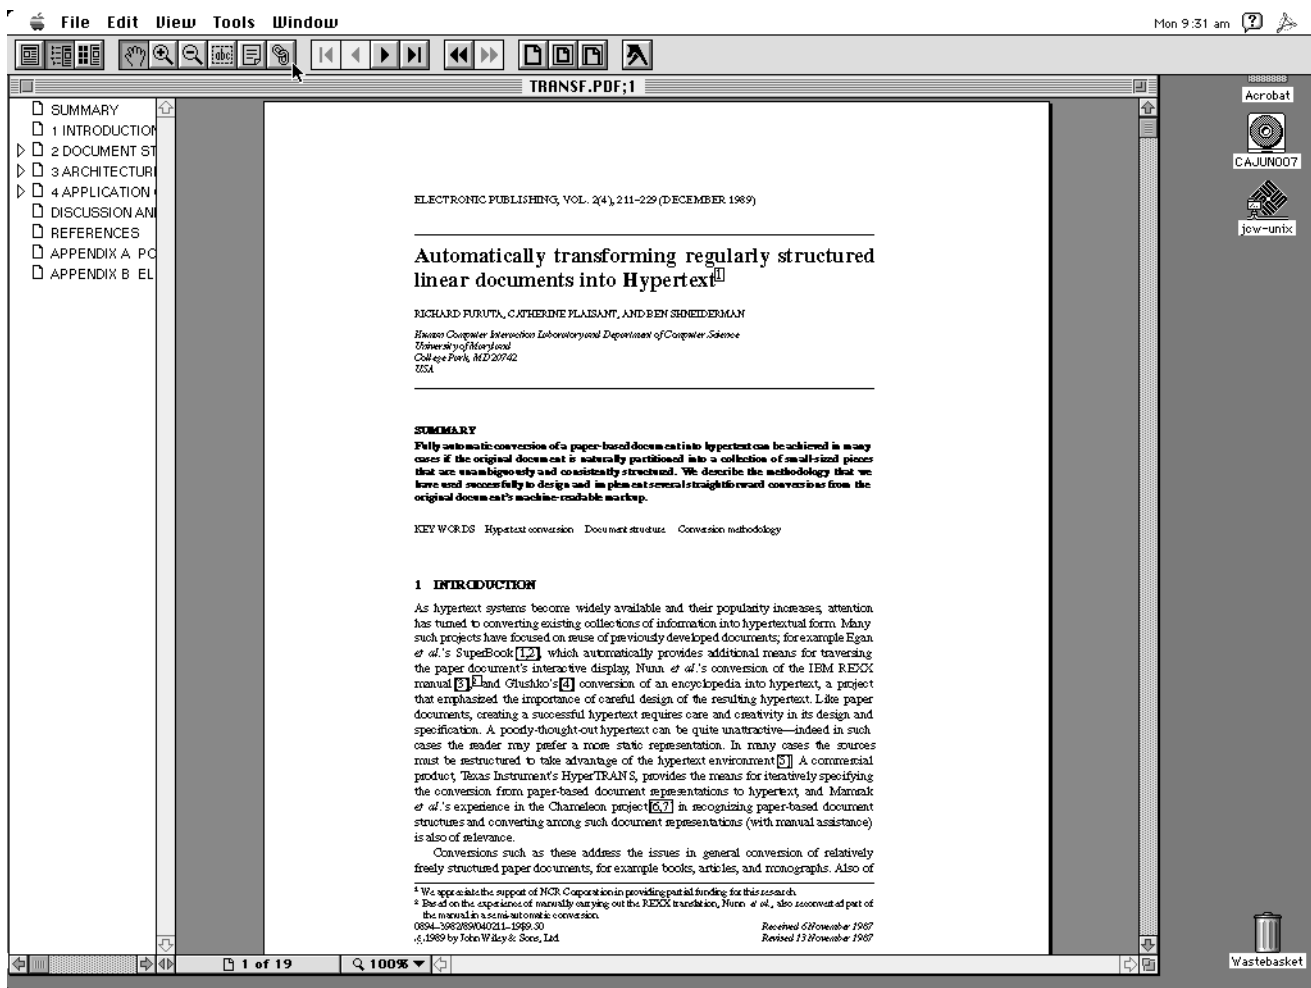 File Edit View Tools Window
Mon 9:31 am
TRANSF.PDF;1
Acrobat
CAJUN007
jcw-unix
Wastebasket
SUMMARY
1 INTRODUCTION
2 DOCUMENT ST
3 ARCHITECTUR
4 APPLICATION
DISCUSSION AN
REFERENCES
APPENDIX A PO
APPENDIX B EL
ELECTRONIC PUBLISHING, VOL. 2(4), 211–229 (DECEMBER 1989)
Automatically transforming regularly structured
linear documents into Hypertext1
RICHARD FURUTA, CATHERINE PLAISANT, AND BEN SHNEIDERMAN
Human Computer Interaction Laboratory and Department of Computer Science
University of Maryland
College Park, MD 20742
USA
SUMMARY
Fully automatic conversion of a paper-based document into hypertext can be achieved in many
cases if the original document is naturally partitioned into a collection of small-sized pieces
that are unambiguously and consistently structured. We describe the methodology that we
have used successfully to design and implement several straightforward conversions from the
original document's machine-readable markup.
KEY WORDS Hypertext conversion Document structure Conversion methodology
1 INTRODUCTION
As hypertext systems become widely available and their popularity increases, attention
has turned to converting existing collections of information into hypertextual form. Many
such projects have focused on reuse of previously developed documents; for example Egan
et al.'s SuperBook [1,2], which automatically provides additional means for traversing
the paper document's interactive display, Nunn et al.'s conversion of the IBM REXX
manual [3],2 and Glushko's [4] conversion of an encyclopedia into hypertext, a project
that emphasized the importance of careful design of the resulting hypertext. Like paper
documents, creating a successful hypertext requires care and creativity in its design and
specification. A poorly-thought-out hypertext can be quite unattractive—indeed in such
cases the reader may prefer a more static representation. In many cases the sources
must be restructured to take advantage of the hypertext environment [5]. A commercial
product, Texas Instrument's HyperTRANS, provides the means for iteratively specifying
the conversion from paper-based document representations to hypertext, and Mamrak
et al.'s experience in the Chameleon project [6,7] in recognizing paper-based document
structures and converting among such document representations (with manual assistance)
is also of relevance.
Conversions such as these address the issues in general conversion of relatively
freely structured paper documents, for example books, articles, and monographs. Also of
1 We appreciate the support of NCR Corporation in providing partial funding for this research.
2 Based on the experience of manually carrying out the REXX translation, Nunn et al., also reconverted part of
the manual in a semi-automatic conversion.
0894–3982/89/040211–19$9.50
© 1989 by John Wiley & Sons, Ltd.
Received 6 November 1987
Revised 13 November 1987
1 of 19
100%